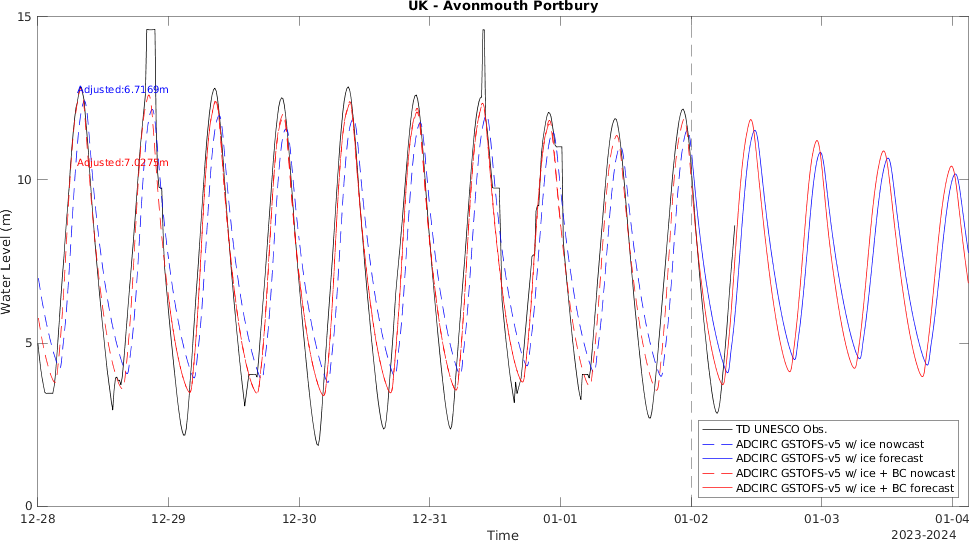 UK - Avonmouth Portbury
15
Adjusted:6.7169m
Adjusted:7.0275m
10
Water Level (m)
5
0
TD UNESCO Obs.
ADCIRC GSTOFS-v5 w/ ice nowcast
ADCIRC GSTOFS-v5 w/ ice forecast
ADCIRC GSTOFS-v5 w/ ice + BC nowcast
ADCIRC GSTOFS-v5 w/ ice + BC forecast
12-28 12-29 12-30 12-31 01-01 01-02 01-03 01-04
Time
2023-2024